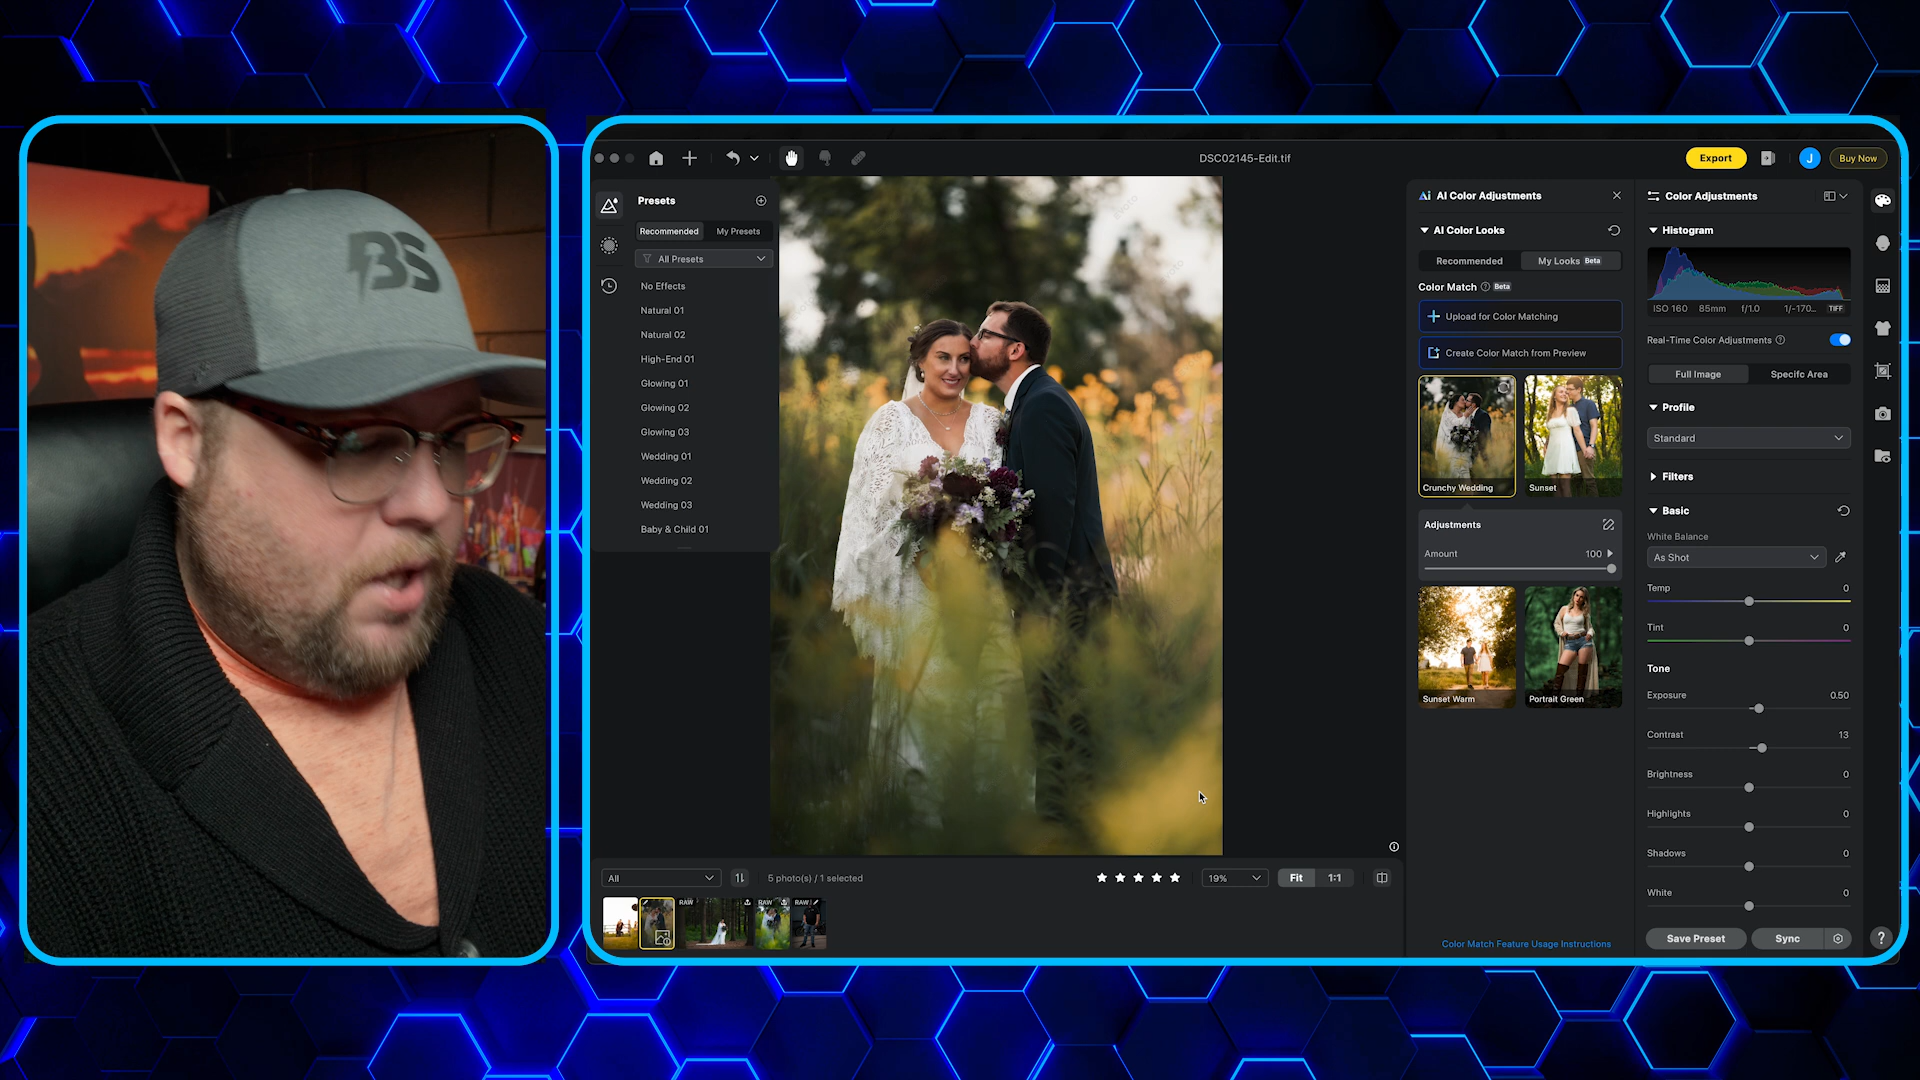 BS
DSC02145-Edit.tif
Export
J
Buy Now
Presets
Recommended
My Presets
All Presets
No Effects
Natural 01
Natural 02
High-End 01
Glowing 01
Glowing 02
Glowing 03
Wedding 01
Wedding 02
Wedding 03
Baby & Child 01
Evoto
Ai AI Color Adjustments
AI Color Looks
Recommended
My Looks Beta
Color Match Beta
Upload for Color Matching
Create Color Match from Preview
Crunchy Wedding
Sunset
Adjustments
Amount 100
Sunset Warm
Portrait Green
Color Match Feature Usage Instructions
Color Adjustments
Histogram
ISO 160 85mm f/1.0 1/-170... TIFF
Real-Time Color Adjustments
Full Image
Specifc Area
Profile
Standard
Filters
Basic
White Balance
As Shot
Temp 0
Tint 0
Tone
Exposure 0.50
Contrast 13
Brightness 0
Highlights 0
Shadows 0
White 0
Save Preset
Sync
?
All
5 photo(s) / 1 selected
19%
Fit
1:1
RAW
RAW
RAW